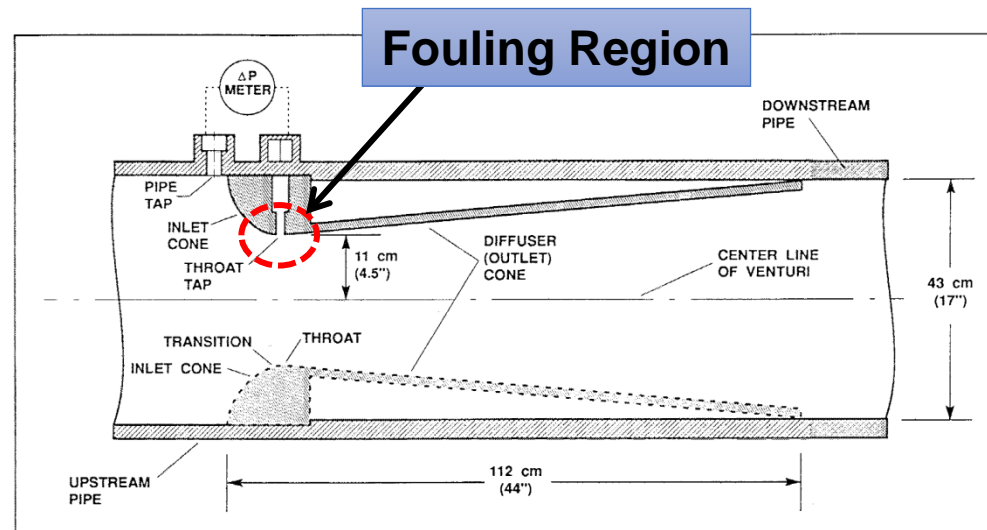 Fouling Region
Δ P
METER
DOWNSTREAM
PIPE
PIPE
TAP
INLET
CONE
THROAT
TAP
11 cm
(4.5")
DIFFUSER
(OUTLET)
CONE
CENTER LINE
OF VENTURI
43 cm
(17")
TRANSITION
THROAT
INLET CONE
112 cm
(44")
UPSTREAM
PIPE